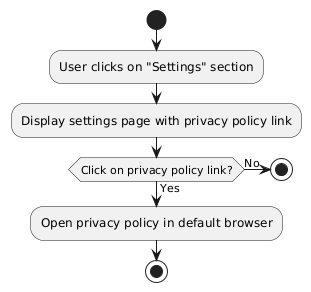 User clicks on "Settings" section
Display settings page with privacy policy link
Click on privacy policy link?
No
Yes
Open privacy policy in default browser